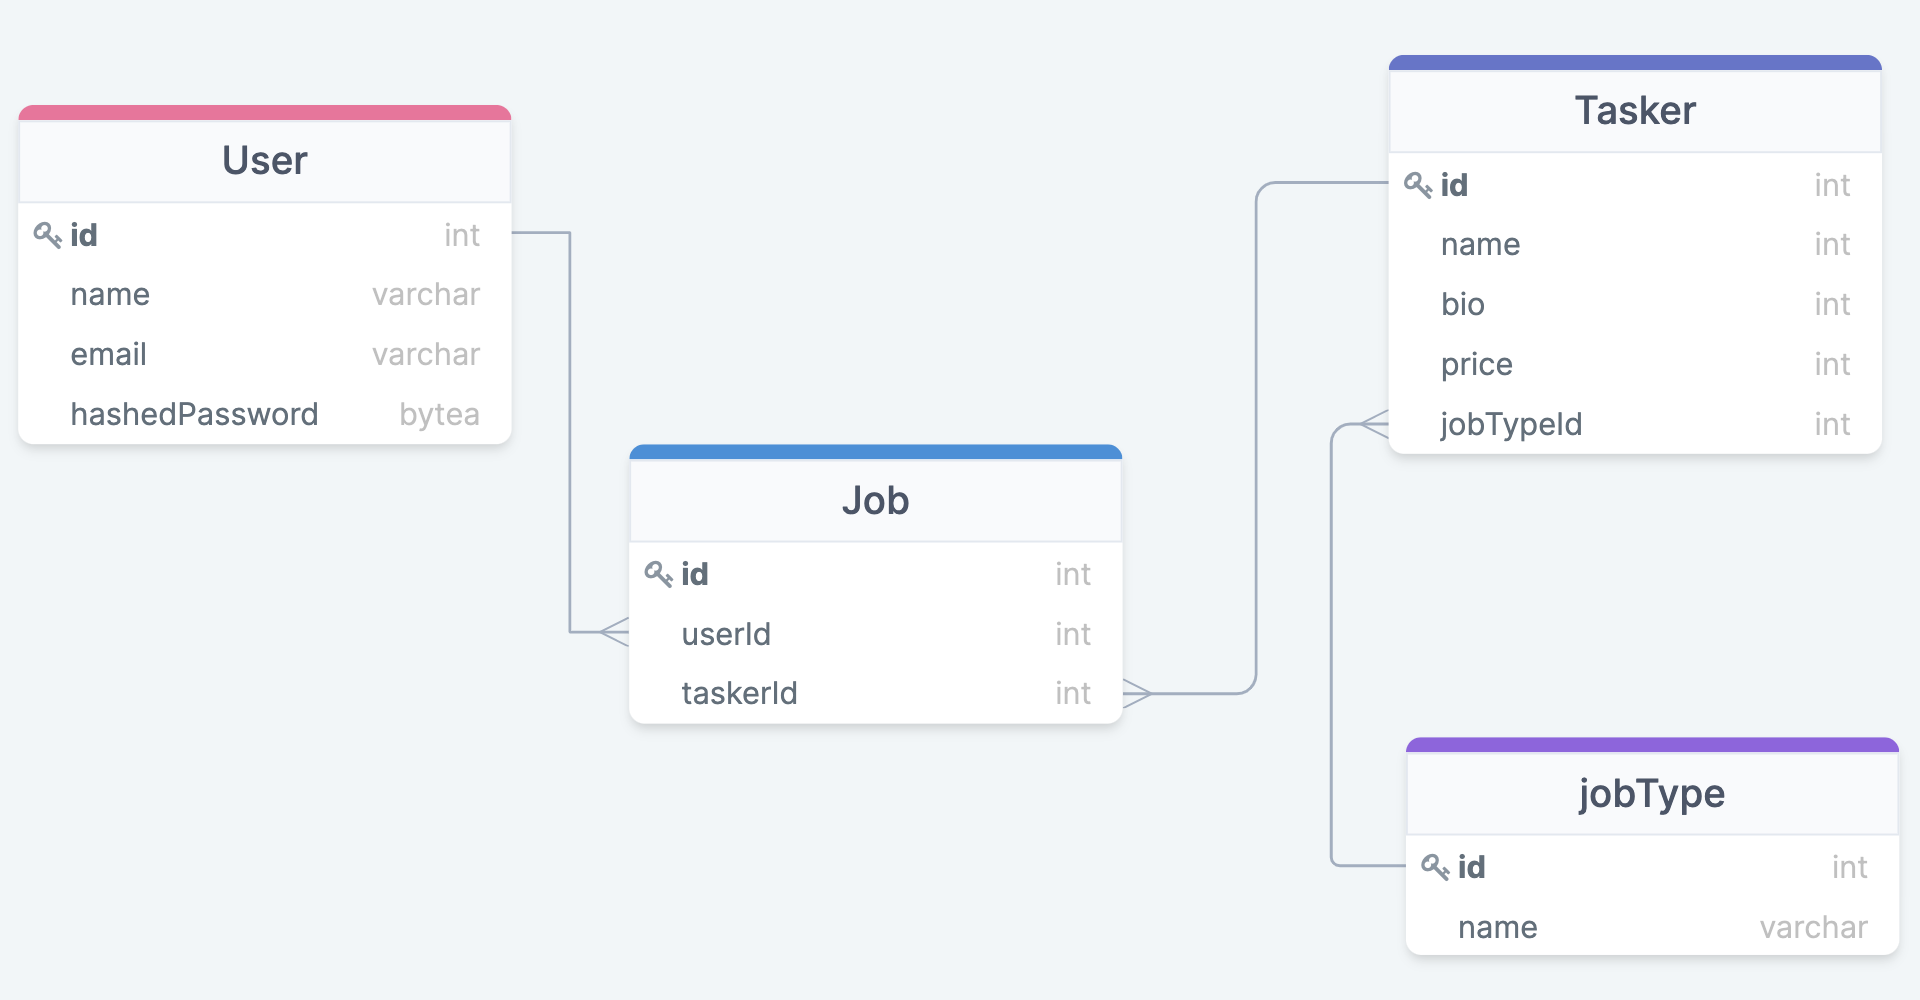 User
id int
name varchar
email varchar
hashedPassword bytea
Job
id int
userId int
taskerId int
Tasker
id int
name int
bio int
price int
jobTypeId int
jobType
id int
name varchar